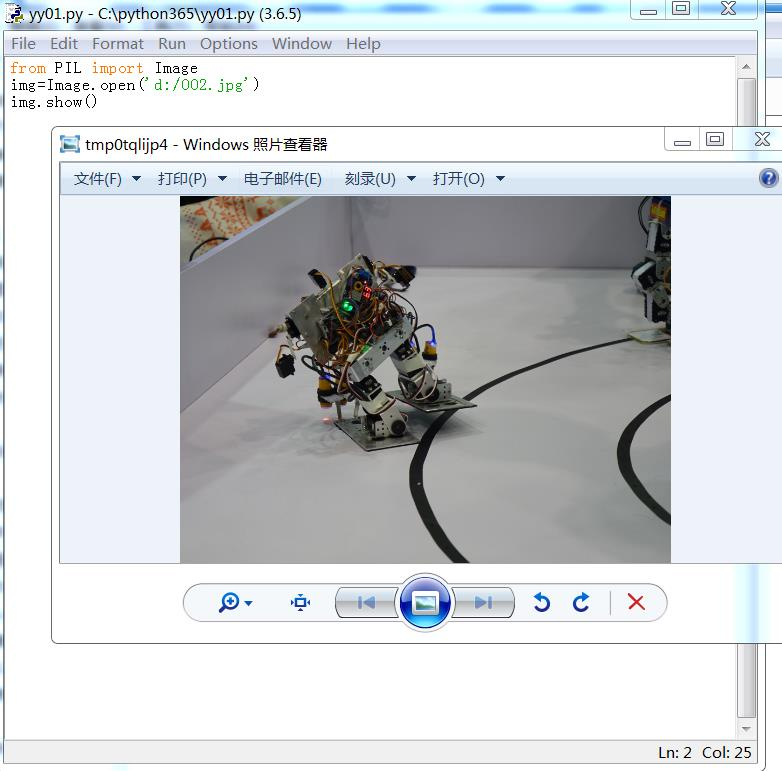 yy01.py - C:\python365\yy01.py (3.6.5)
File Edit Format Run Options Window Help
from PIL import Image
img=Image.open('d:/002.jpg')
img.show()
tmp0tqlijp4 - Windows 照片查看器
文件(F) 打印(P) 电子邮件(E) 刻录(U) 打开(O)
Ln: 2 Col: 25